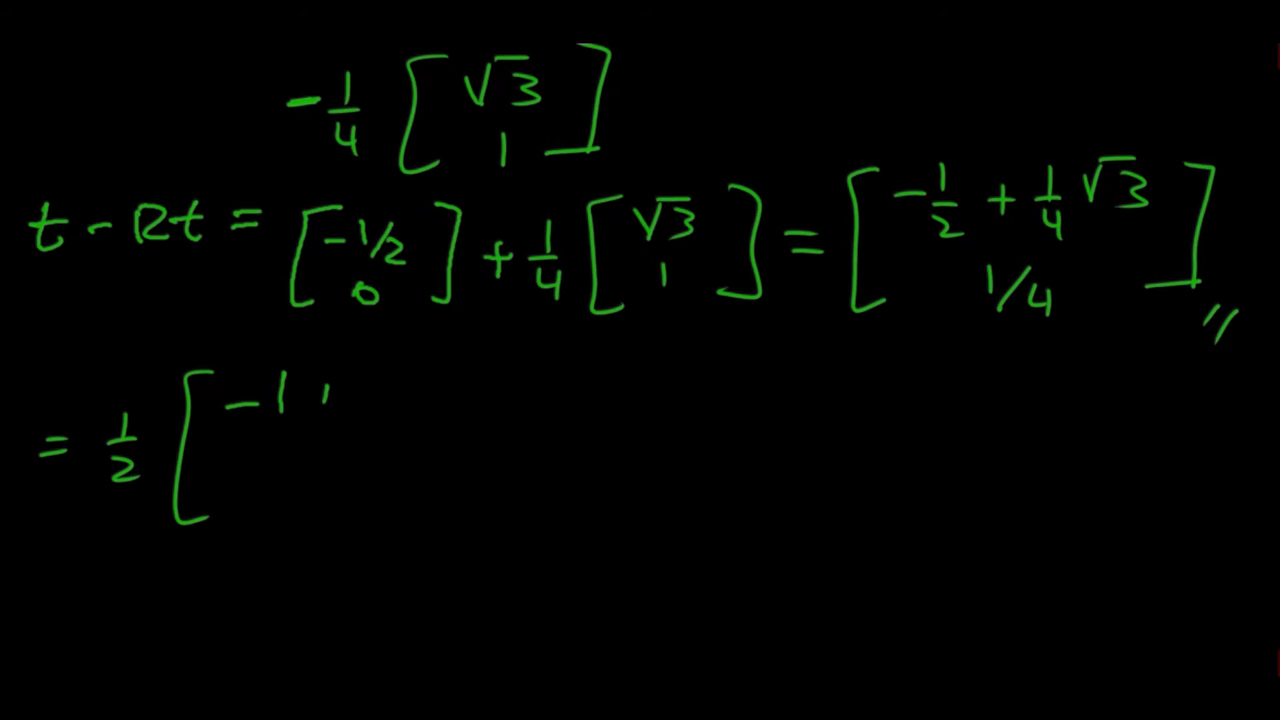 -1/4 [√3 1]
t - Rt = [-1/2 0] + 1/4 [√3 1] = [-1/2 + 1/4 √3 1/4] //
= 1/2 [-1